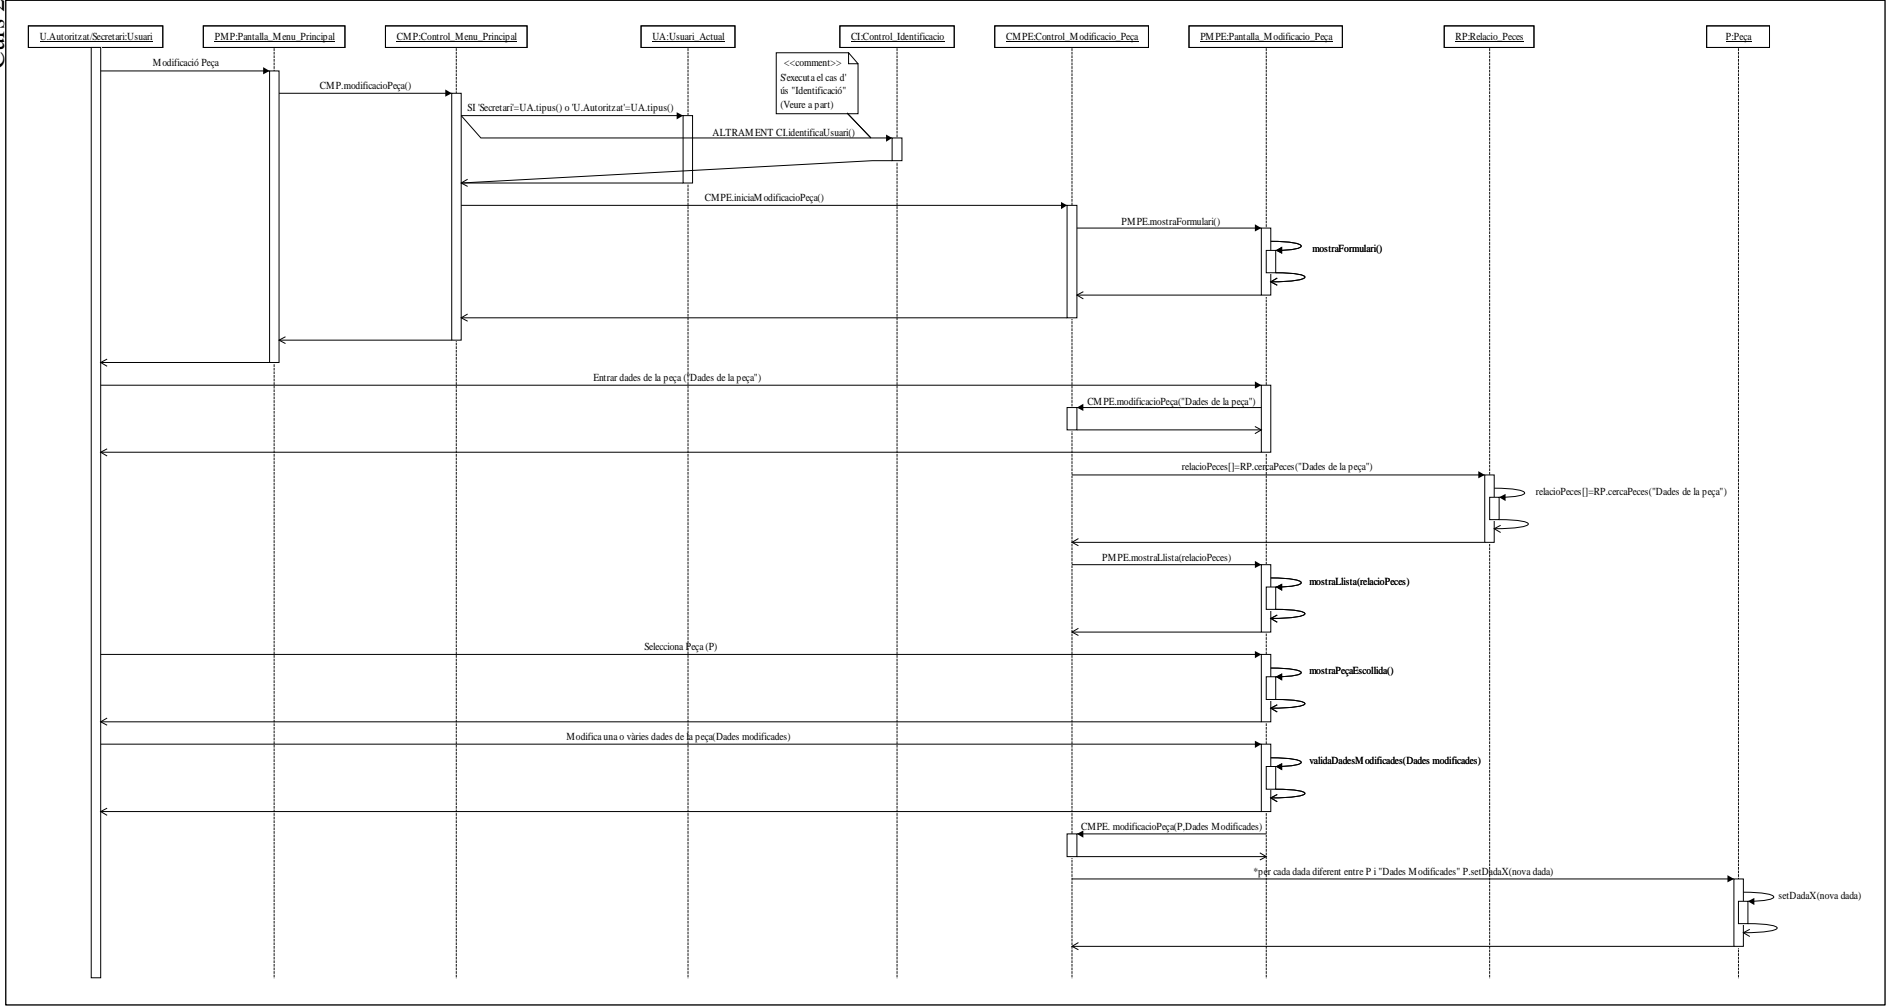 U.Autoritzat/Secretari:Usuari
PMP:Pantalla_Menu_Principal
CMP:Control_Menu_Principal
UA:Usuari_Actual
CI:Control_Identificacio
CMPE:Control_Modificacio_Peça
PMPE:Pantalla_Modificacio_Peça
RP:Relacio_Peces
P:Peça
<<comment>>
S'executa el cas d'
ús "Identificació"
(Veure a part)
Modificació Peça
CMP.modificacioPeça()
SI 'Secretari'=UA.tipus() o 'U.Autoritzat'=UA.tipus()
ALTRAMENT CI.identificaUsuari()
CMPE.iniciaModificacioPeça()
PMPE.mostraFormulari()
mostraFormulari()
Entrar dades de la peça ("Dades de la peça")
CMPE.modificacioPeça("Dades de la peça")
relacioPeces[]=RP.cercaPeces("Dades de la peça")
relacioPeces[]=RP.cercaPeces("Dades de la peça")
PMPE.mostraLlista(relacioPeces)
mostraLlista(relacioPeces)
Selecciona Peça (P)
mostraPeçaEscollida()
Modifica una o vàries dades de la peça(Dades modificades)
validaDadesModificades(Dades modificades)
CMPE. modificacioPeça(P,Dades Modificades)
*per cada dada diferent entre P i "Dades Modificades" P.setDadaX(nova dada)
setDadaX(nova dada)